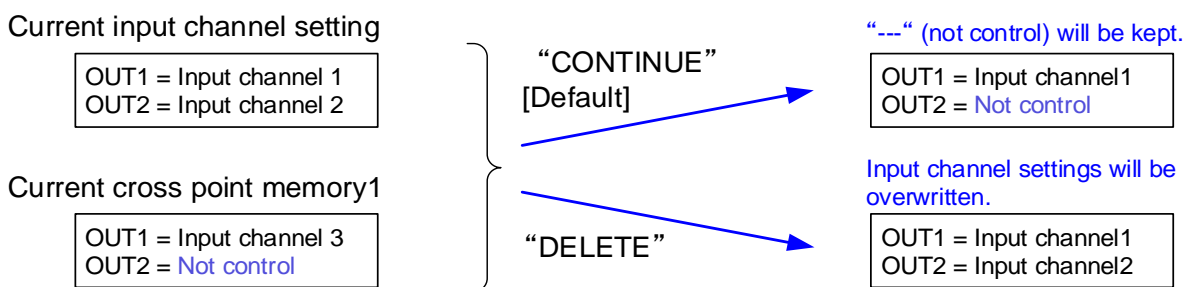 Current input channel setting
OUT1 = Input channel 1
OUT2 = Input channel 2
Current cross point memory1
OUT1 = Input channel 3
OUT2 = Not control
“CONTINUE”
[Default]
“DELETE”
“---“ (not control) will be kept.
OUT1 = Input channel1
OUT2 = Not control
Input channel settings will be
overwritten.
OUT1 = Input channel1
OUT2 = Input channel2